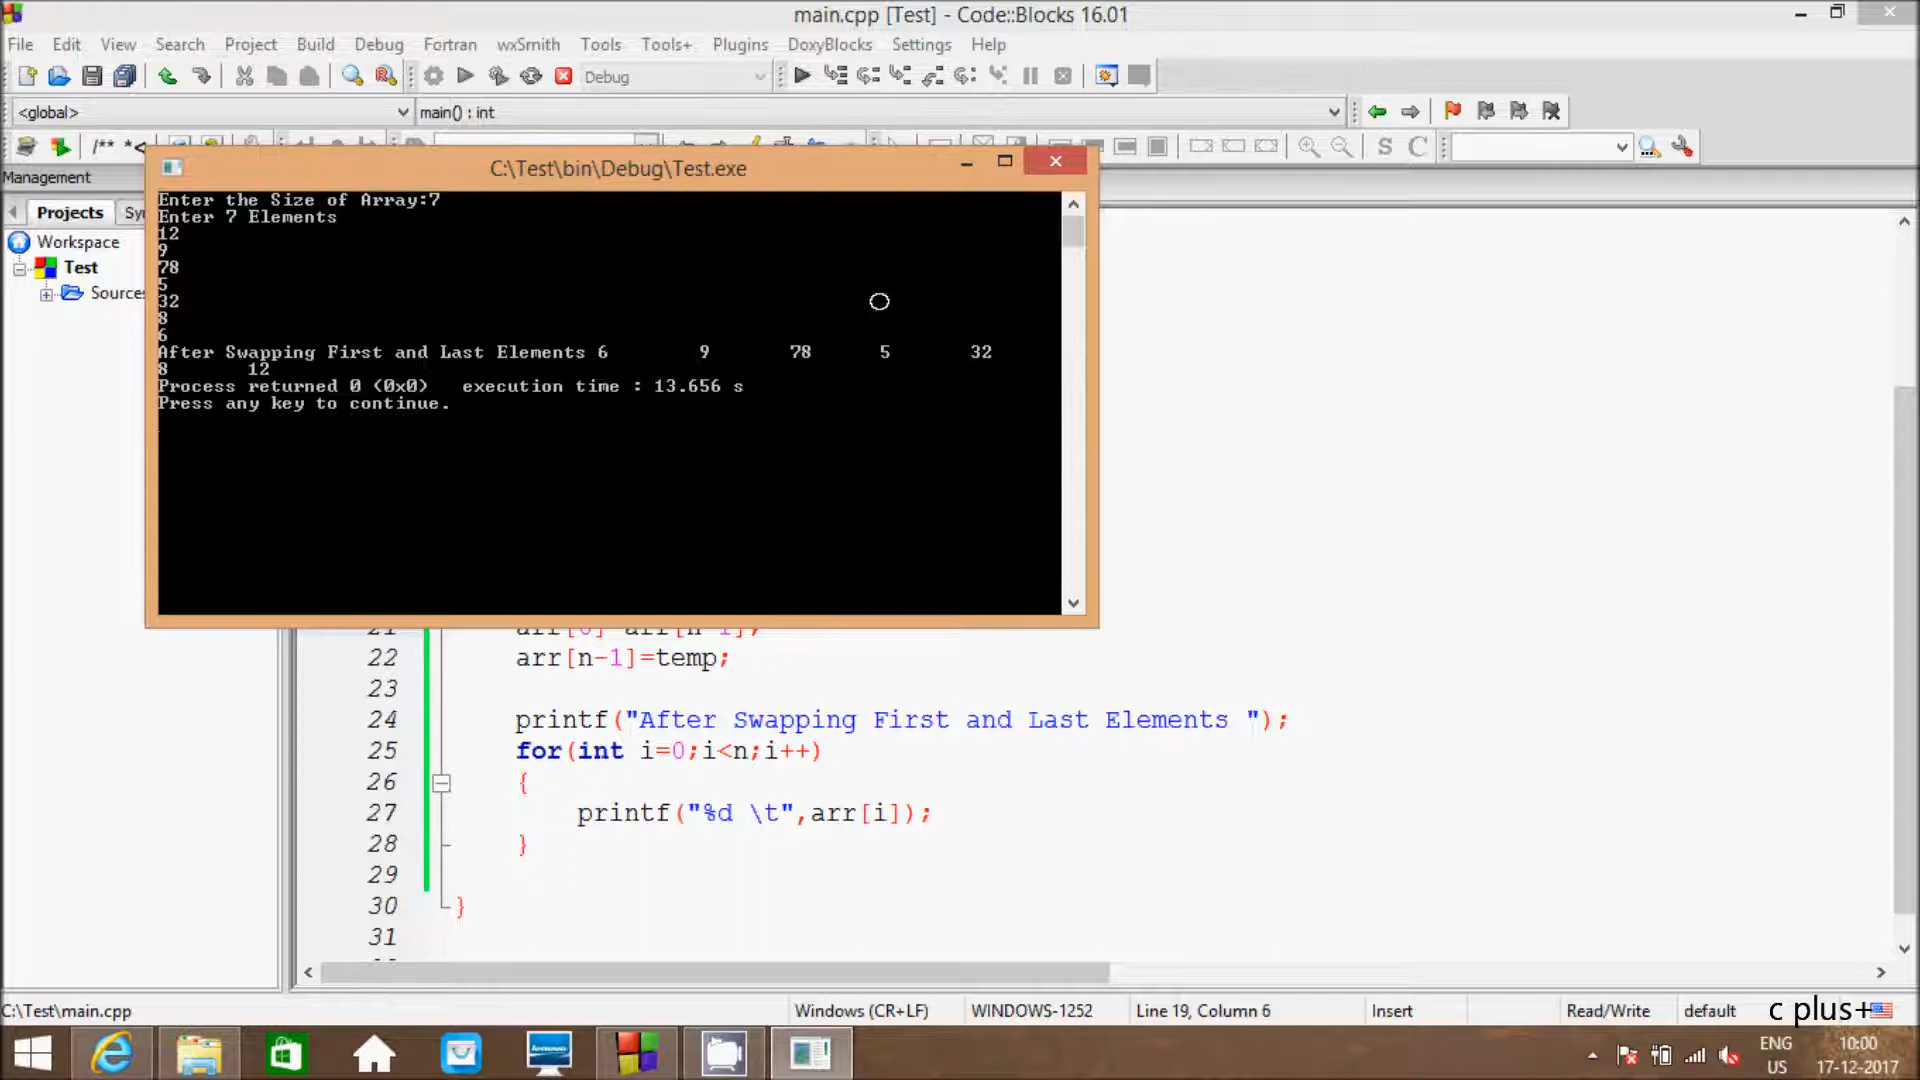 main.cpp [Test] - Code::Blocks 16.01
File Edit View Search Project Build Debug Fortran wxSmith Tools Tools+ Plugins DoxyBlocks Settings Help
Debug
<global> main() : int
/** *<
S C
Management
C:\Test\bin\Debug\Test.exe
Projects Sy
Workspace
Test
Sources
Enter the Size of Array:7
Enter 7 Elements
12
9
78
5
32
8
6
After Swapping First and Last Elements 6 9 78 5 32
8 12
Process returned 0 (0x0) execution time : 13.656 s
Press any key to continue.
22 arr[n-1]=temp;
23
24 printf("After Swapping First and Last Elements ");
25 for(int i=0;i<n;i++)
26 {
27 printf("%d \t",arr[i]);
28 }
29
30 }
31
C:\Test\main.cpp Windows (CR+LF) WINDOWS-1252 Line 19, Column 6 Insert Read/Write default
c plus+
ENG
US
10:00
17-12-2017